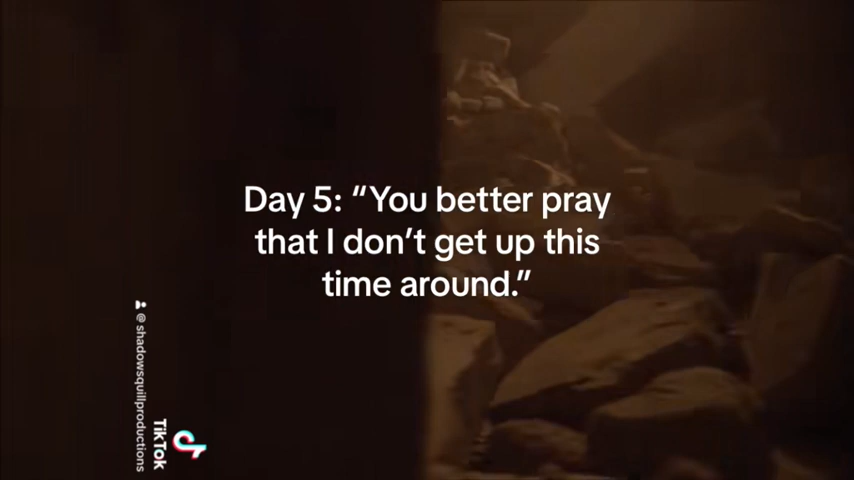 Day 5: “You better pray
that I don’t get up this
time around.”
@shadowsquillproductions
TikTok